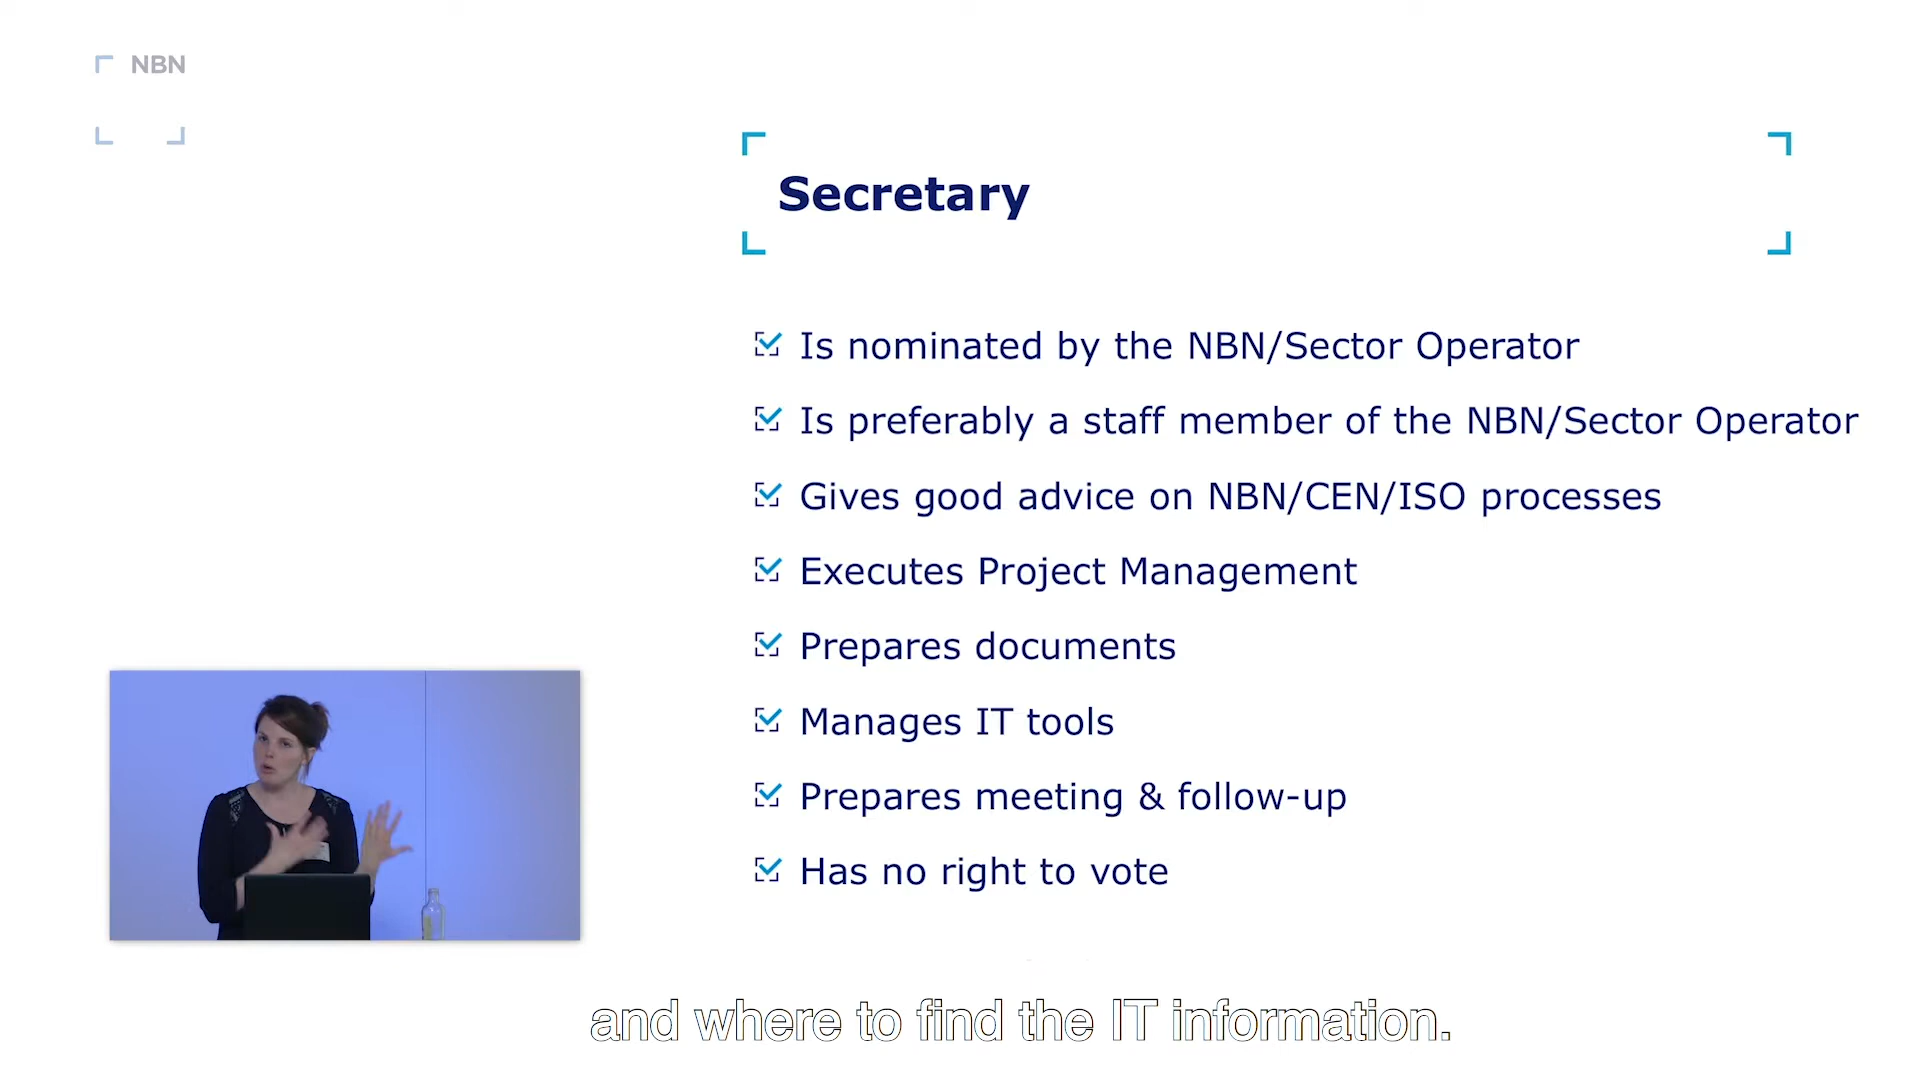 NBN
Secretary
Is nominated by the NBN/Sector Operator
Is preferably a staff member of the NBN/Sector Operator
Gives good advice on NBN/CEN/ISO processes
Executes Project Management
Prepares documents
Manages IT tools
Prepares meeting & follow-up
Has no right to vote
and where to find the IT information.